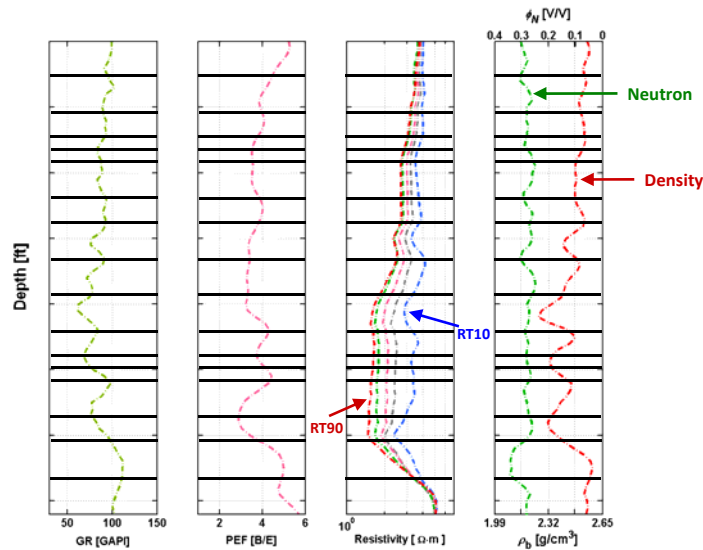 ϕN [V/V]
0.4 0.3 0.2 0.1 0
Neutron
Density
Depth [ft]
RT10
RT90
50 100 150
2 4 6
10⁰
1.99 2.32 2.65
GR [GAPI]
PEF [B/E]
Resistivity [ Ω·m ]
ρb [g/cm³]